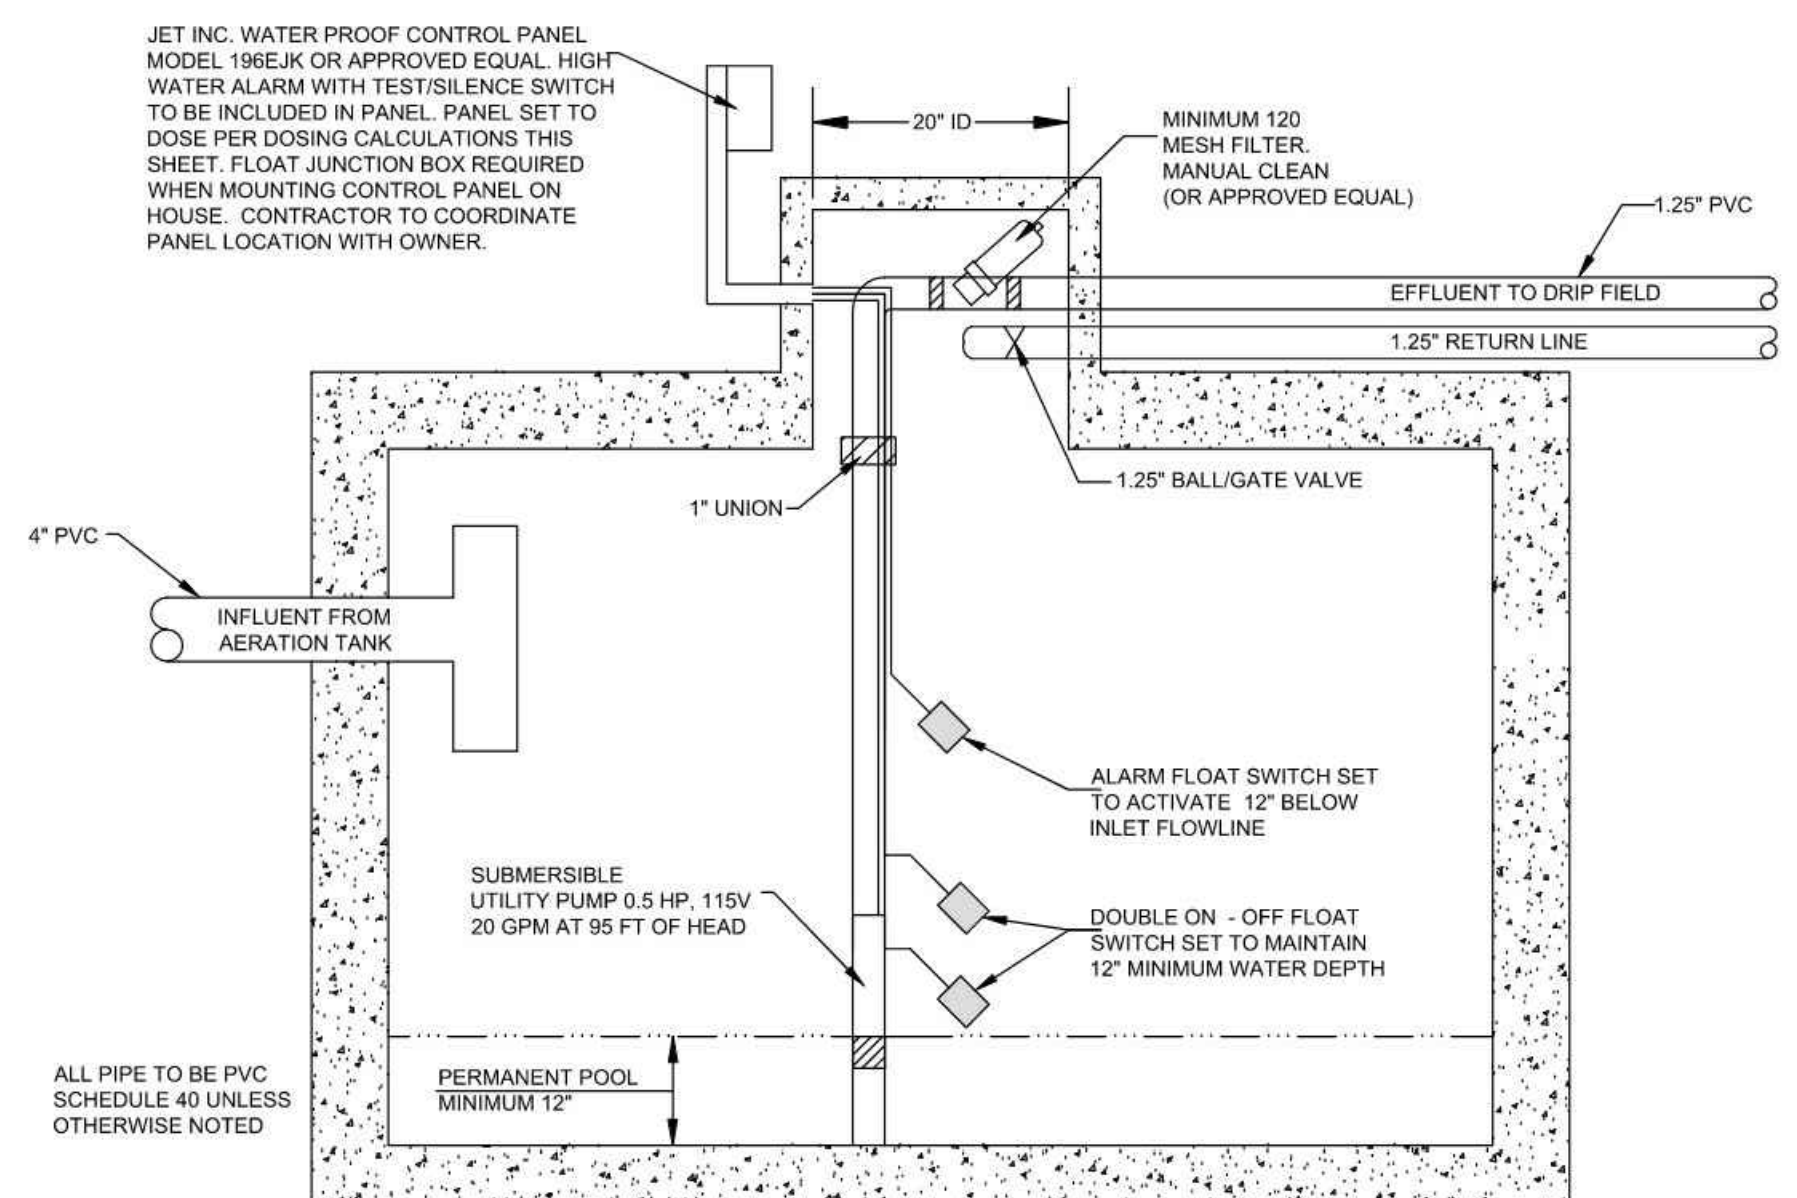 JET INC. WATER PROOF CONTROL PANEL
MODEL 196EJK OR APPROVED EQUAL. HIGH
WATER ALARM WITH TEST/SILENCE SWITCH
TO BE INCLUDED IN PANEL. PANEL SET TO
DOSE PER DOSING CALCULATIONS THIS
SHEET. FLOAT JUNCTION BOX REQUIRED
WHEN MOUNTING CONTROL PANEL ON
HOUSE. CONTRACTOR TO COORDINATE
PANEL LOCATION WITH OWNER.
20" ID
MINIMUM 120
MESH FILTER.
MANUAL CLEAN
(OR APPROVED EQUAL)
1.25" PVC
EFFLUENT TO DRIP FIELD
1.25" RETURN LINE
1.25" BALL/GATE VALVE
1" UNION
4" PVC
INFLUENT FROM
AERATION TANK
ALARM FLOAT SWITCH SET
TO ACTIVATE 12" BELOW
INLET FLOWLINE
SUBMERSIBLE
UTILITY PUMP 0.5 HP, 115V
20 GPM AT 95 FT OF HEAD
DOUBLE ON - OFF FLOAT
SWITCH SET TO MAINTAIN
12" MINIMUM WATER DEPTH
ALL PIPE TO BE PVC
SCHEDULE 40 UNLESS
OTHERWISE NOTED
PERMANENT POOL
MINIMUM 12"